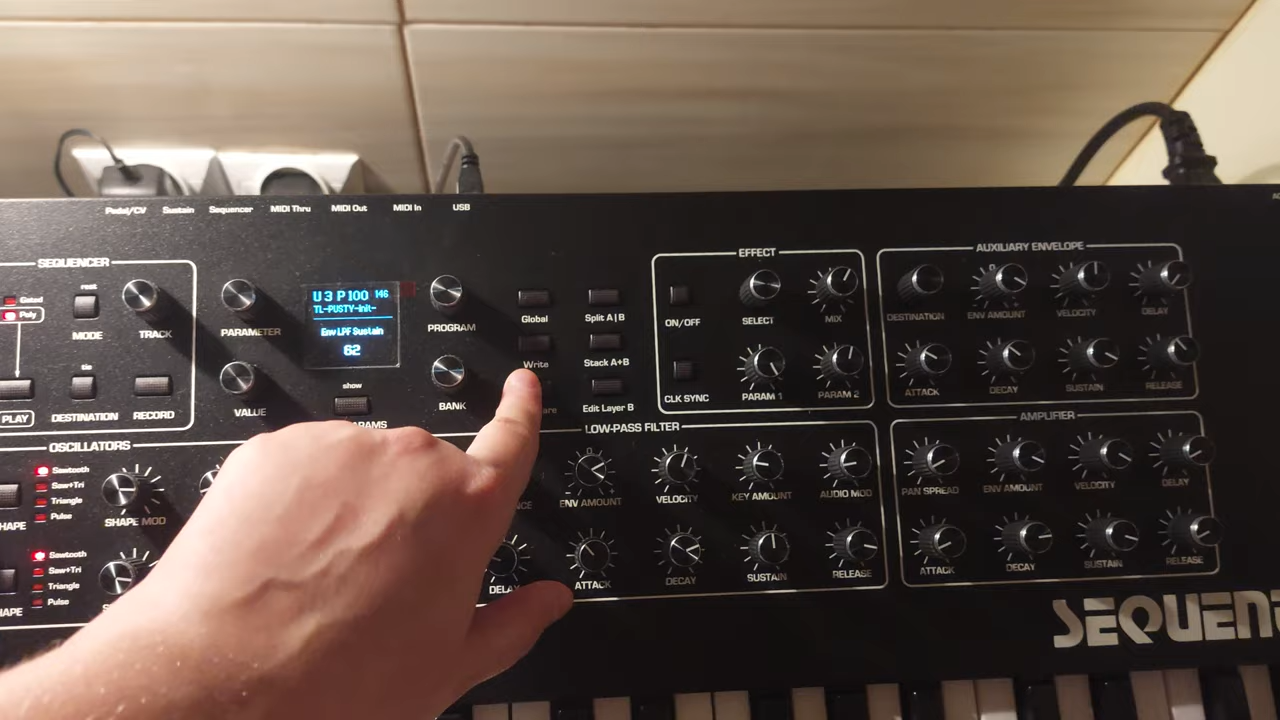 Pedal/CV Sustain Sequencer MIDI Thru MIDI Out MIDI In USB
SEQUENCER
Gated
Poly
reset
MODE
TRACK
PLAY
tie
DESTINATION
RECORD
PARAMETER
VALUE
U3 P100 146
TL-PUSTY-Init-
Env LPF Sustain
62
show
PROGRAM
BANK
Global
Write
Split A|B
Stack A+B
Edit Layer B
EFFECT
ON/OFF
SELECT
MIX
CLK SYNC
PARAM 1
PARAM 2
AUXILIARY ENVELOPE
DESTINATION
ENV AMOUNT
VELOCITY
DELAY
ATTACK
DECAY
SUSTAIN
RELEASE
OSCILLATORS
Sawtooth
Saw+Tri
Triangle
Pulse
SHAPE MOD
Sawtooth
Saw+Tri
Triangle
Pulse
LOW-PASS FILTER
ENV AMOUNT
VELOCITY
KEY AMOUNT
AUDIO MOD
DELAY
ATTACK
DECAY
SUSTAIN
RELEASE
AMPLIFIER
PAN SPREAD
ENV AMOUNT
VELOCITY
DELAY
ATTACK
DECAY
SUSTAIN
RELEASE
SEQUEN